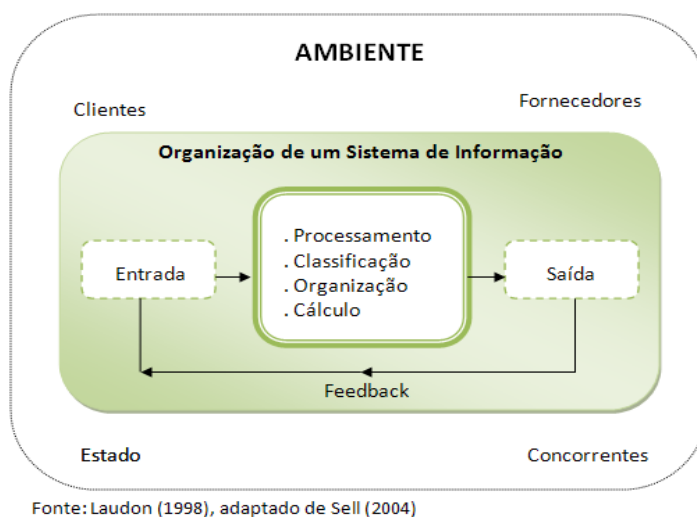 AMBIENTE
Clientes
Fornecedores
Organização de um Sistema de Informação
Entrada
. Processamento
. Classificação
. Organização
. Cálculo
Saída
Feedback
Estado
Concorrentes
Fonte: Laudon (1998), adaptado de Sell (2004)